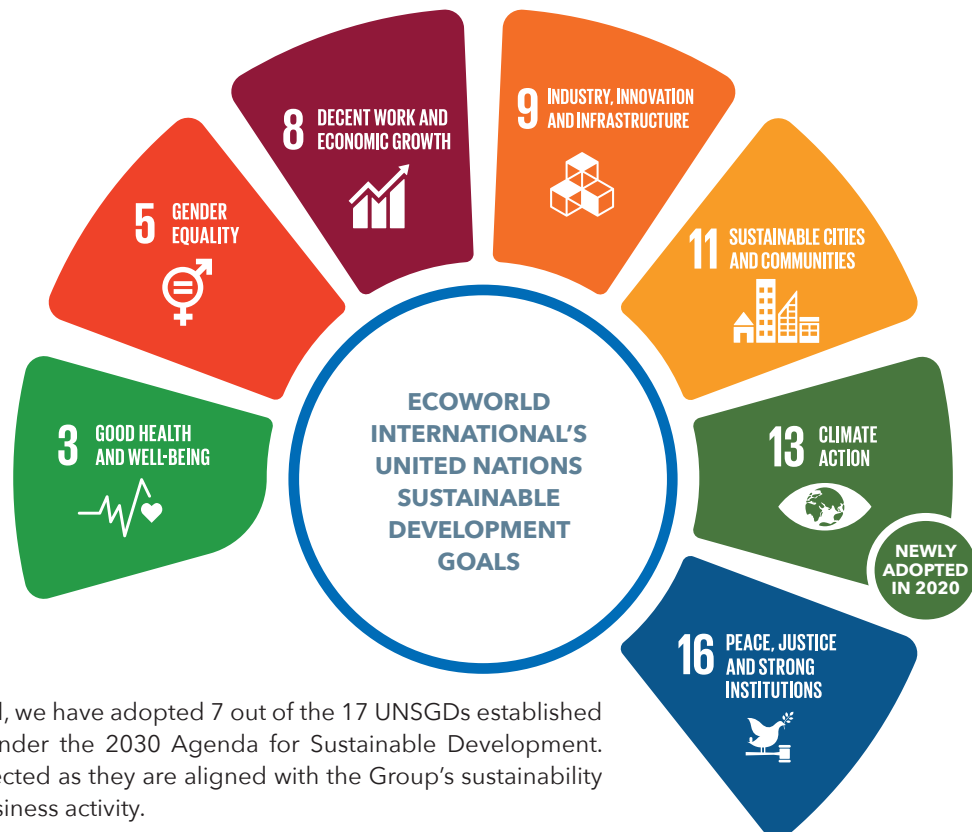 8 DECENT WORK AND
ECONOMIC GROWTH
9 INDUSTRY, INNOVATION
AND INFRASTRUCTURE
5 GENDER
EQUALITY
11 SUSTAINABLE CITIES
AND COMMUNITIES
3 GOOD HEALTH
AND WELL-BEING
ECOWORLD
INTERNATIONAL'S
UNITED NATIONS
SUSTAINABLE
DEVELOPMENT
GOALS
13 CLIMATE
ACTION
NEWLY
ADOPTED
IN 2020
16 PEACE, JUSTICE
AND STRONG
INSTITUTIONS
we have adopted 7 out of the 17 UNSGDs established
under the 2030 Agenda for Sustainable Development.
as they are aligned with the Group's sustainability
activity.